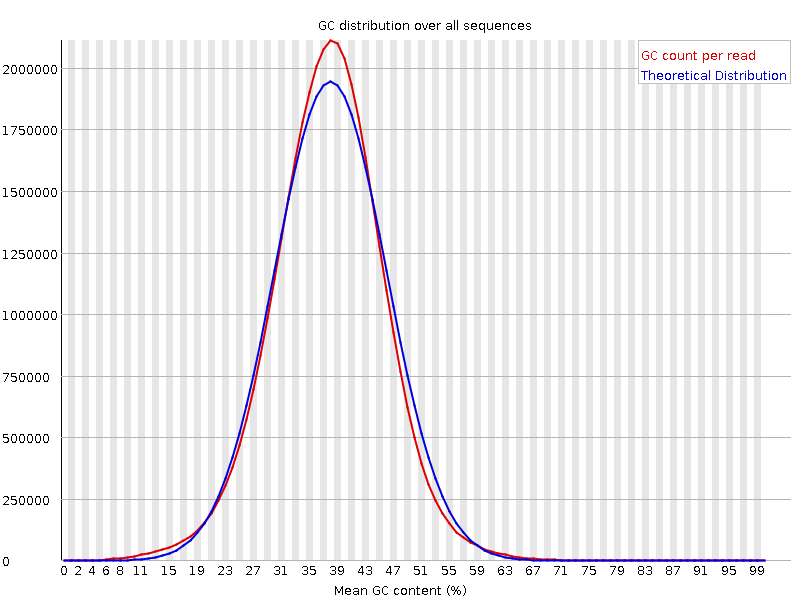 GC distribution over all sequences
GC count per read
Theoretical Distribution
2000000
1750000
1500000
1250000
1000000
750000
500000
250000
0
0 2 4 6 8 11 15 19 23 27 31 35 39 43 47 51 55 59 63 67 71 75 79 83 87 91 95 99
Mean GC content (%)